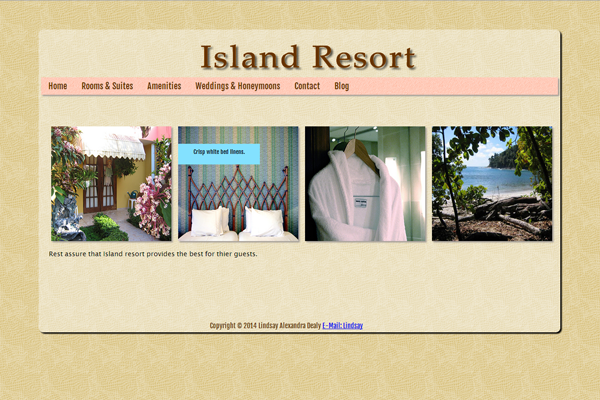 Island Resort
Home Rooms & Suites Amenities Weddings & Honeymoons Contact Blog
Crisp white bed linens.
Rest assure that Island resort provides the best for thier guests.
Copyright © 2014 Lindsay Alexandra Dealy E-Mail: Lindsay